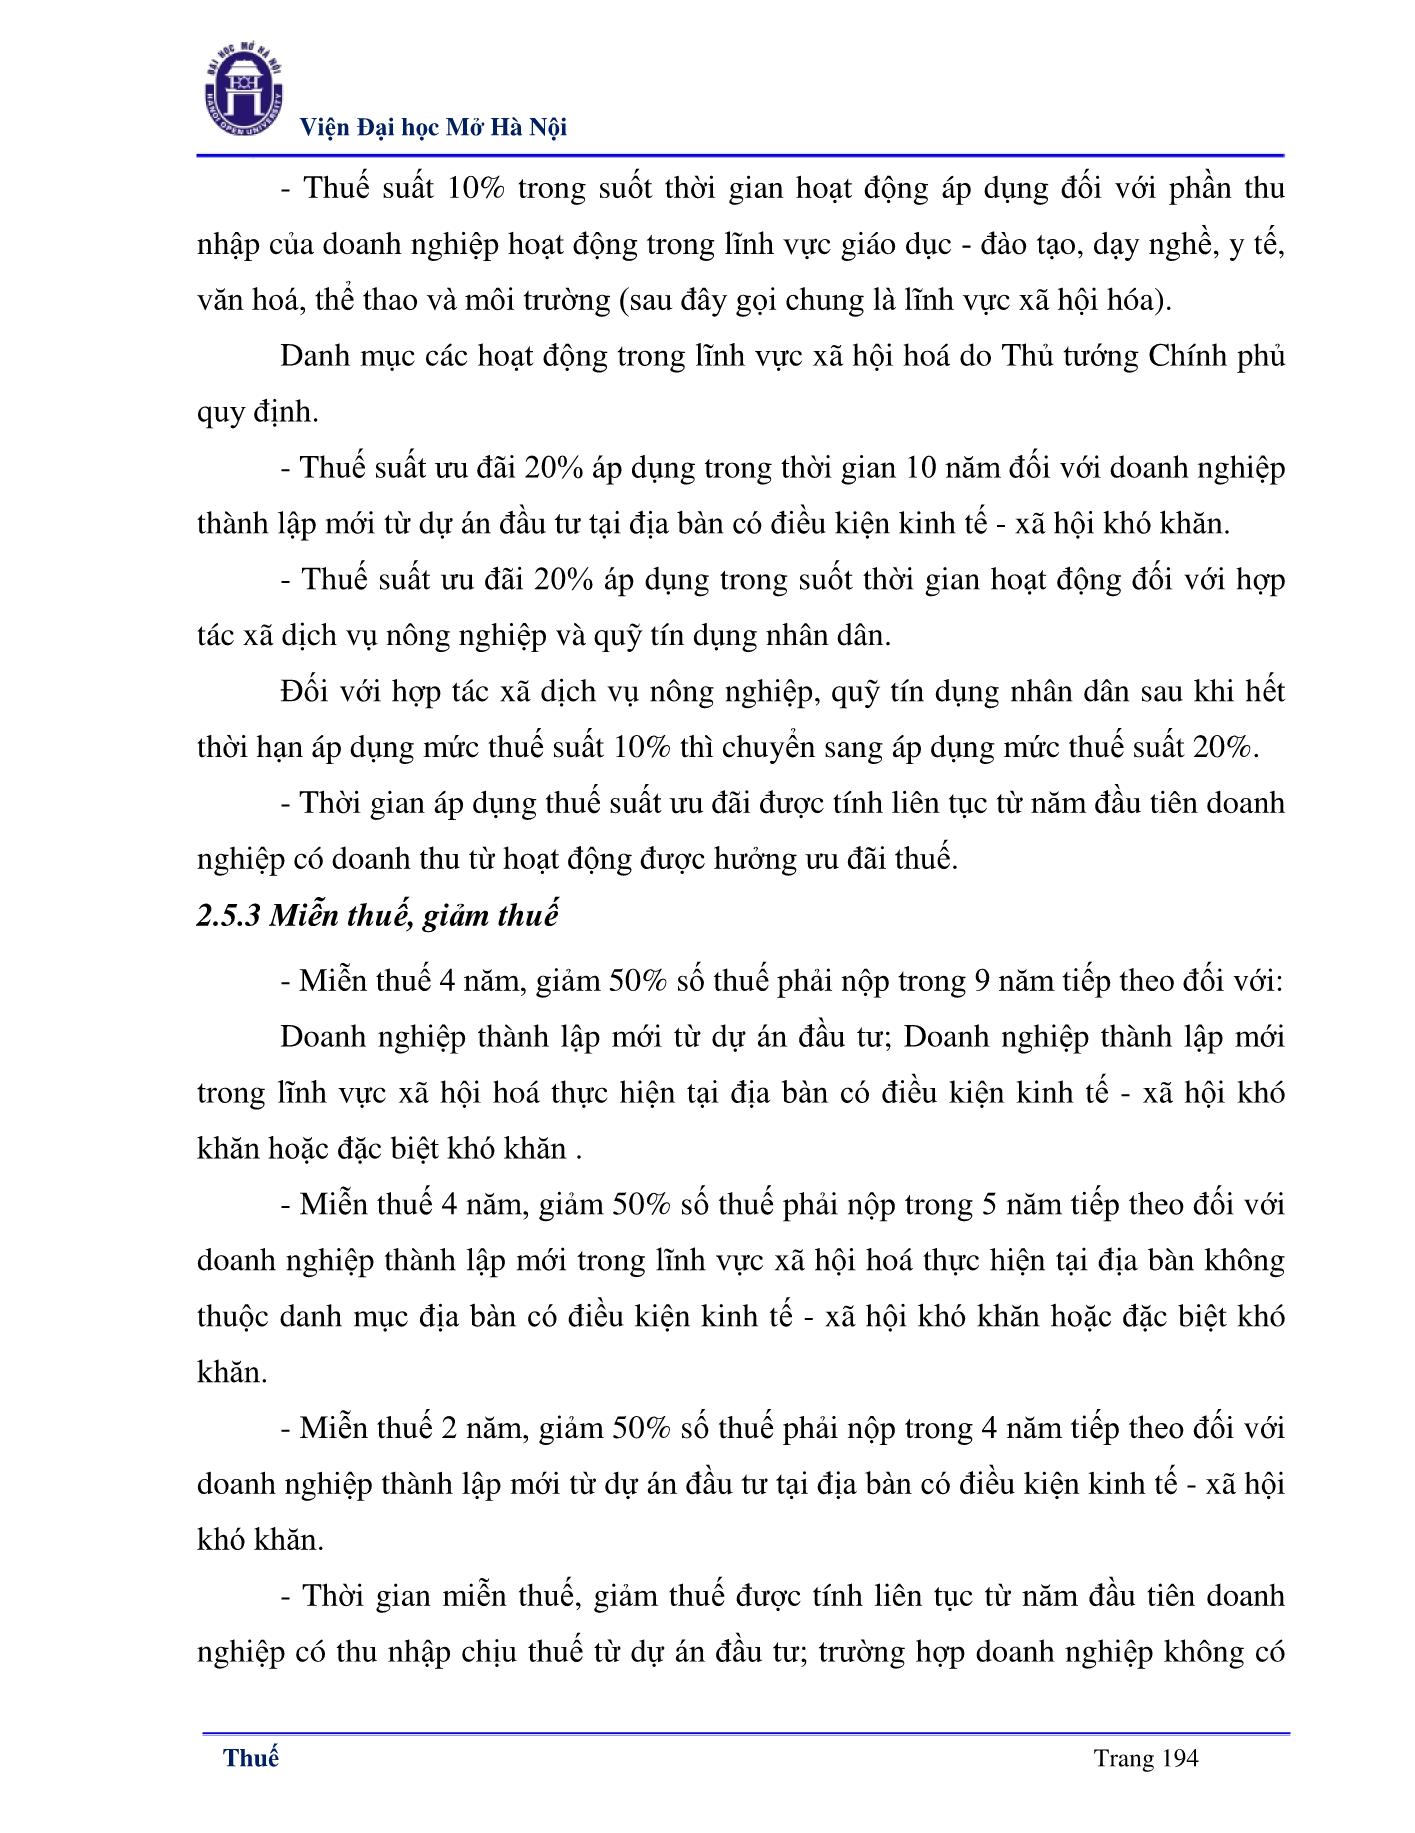 ĐẠI HỌC MỞ HÀ NỘI
HANOI OPEN UNIVERSITY
Viện Đại học Mở Hà Nội
- Thuế suất 10% trong suốt thời gian hoạt động áp dụng đối với phần thu
nhập của doanh nghiệp hoạt động trong lĩnh vực giáo dục - đào tạo, dạy nghề, y tế,
văn hoá, thể thao và môi trường (sau đây gọi chung là lĩnh vực xã hội hóa).
Danh mục các hoạt động trong lĩnh vực xã hội hoá do Thủ tướng Chính phủ
quy định.
- Thuế suất ưu đãi 20% áp dụng trong thời gian 10 năm đối với doanh nghiệp
thành lập mới từ dự án đầu tư tại địa bàn có điều kiện kinh tế - xã hội khó khăn.
- Thuế suất ưu đãi 20% áp dụng trong suốt thời gian hoạt động đối với hợp
tác xã dịch vụ nông nghiệp và quỹ tín dụng nhân dân.
Đối với hợp tác xã dịch vụ nông nghiệp, quỹ tín dụng nhân dân sau khi hết
thời hạn áp dụng mức thuế suất 10% thì chuyển sang áp dụng mức thuế suất 20%.
- Thời gian áp dụng thuế suất ưu đãi được tính liên tục từ năm đầu tiên doanh
nghiệp có doanh thu từ hoạt động được hưởng ưu đãi thuế.
2.5.3 Miễn thuế, giảm thuế
- Miễn thuế 4 năm, giảm 50% số thuế phải nộp trong 9 năm tiếp theo đối với:
Doanh nghiệp thành lập mới từ dự án đầu tư; Doanh nghiệp thành lập mới
trong lĩnh vực xã hội hoá thực hiện tại địa bàn có điều kiện kinh tế - xã hội khó
khăn hoặc đặc biệt khó khăn .
- Miễn thuế 4 năm, giảm 50% số thuế phải nộp trong 5 năm tiếp theo đối với
doanh nghiệp thành lập mới trong lĩnh vực xã hội hoá thực hiện tại địa bàn không
thuộc danh mục địa bàn có điều kiện kinh tế - xã hội khó khăn hoặc đặc biệt khó
khăn.
- Miễn thuế 2 năm, giảm 50% số thuế phải nộp trong 4 năm tiếp theo đối với
doanh nghiệp thành lập mới từ dự án đầu tư tại địa bàn có điều kiện kinh tế - xã hội
khó khăn.
- Thời gian miễn thuế, giảm thuế được tính liên tục từ năm đầu tiên doanh
nghiệp có thu nhập chịu thuế từ dự án đầu tư; trường hợp doanh nghiệp không có
Thuế Trang 194